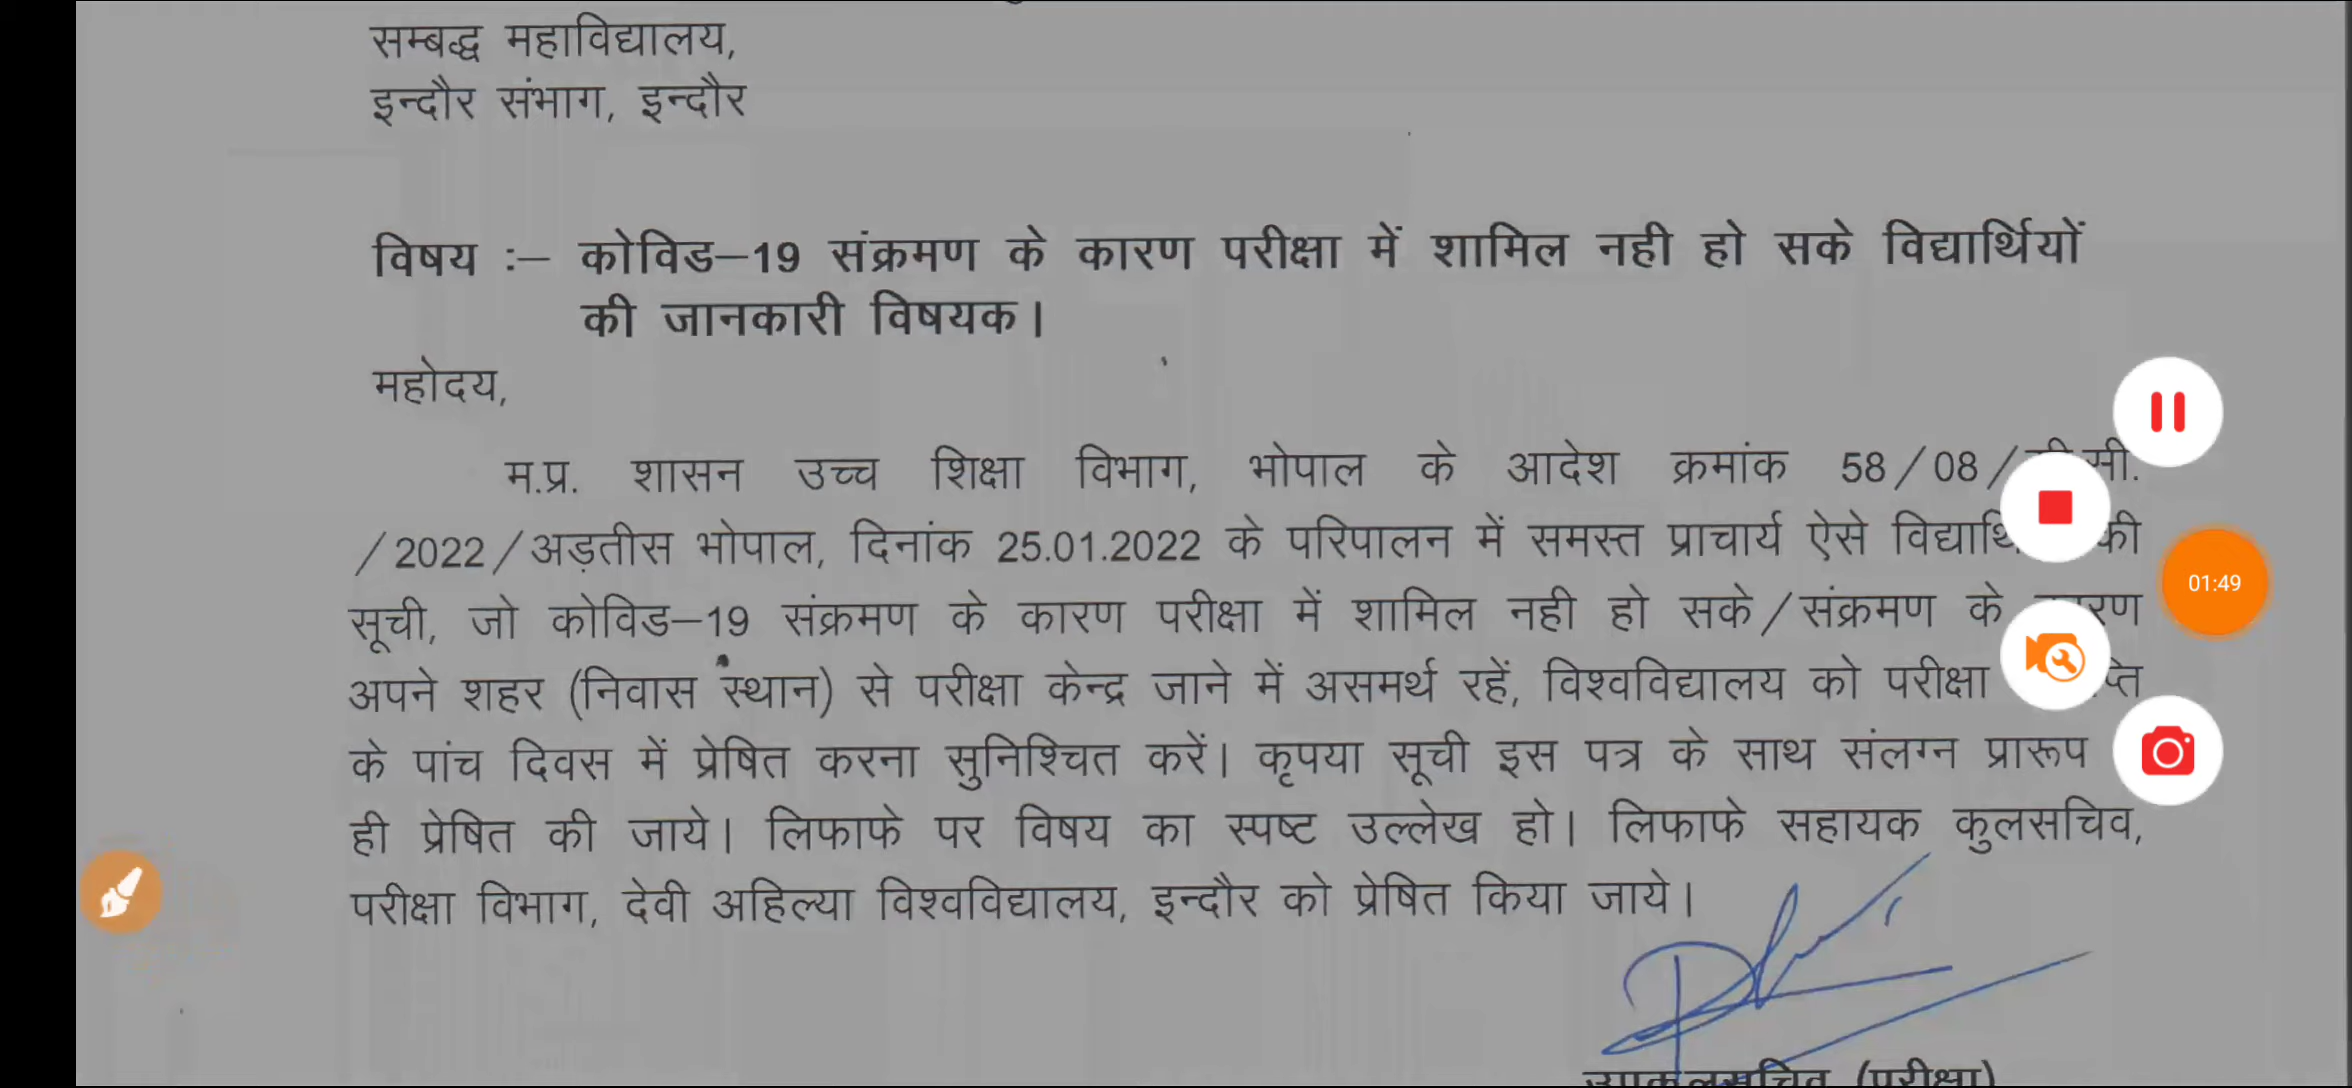 सम्बद्ध महाविद्यालय,
इन्दौर संभाग, इन्दौर
विषय :– कोविड–19 संक्रमण के कारण परीक्षा में शामिल नही हो सके विद्यार्थियों
की जानकारी विषयक।
महोदय,
म.प्र. शासन उच्च शिक्षा विभाग, भोपाल के आदेश क्रमांक 58/08/
/2022/अड़तीस भोपाल, दिनांक 25.01.2022 के परिपालन में समस्त प्राचार्य ऐसे की
सूची, जो कोविड–19 संक्रमण के कारण परीक्षा में शामिल नही हो सके/संक्रमण के
01:49
अपने शहर (निवास स्थान) से परीक्षा केन्द्र जाने में असमर्थ रहें, विश्वविद्यालय को परीक्षा
के पांच दिवस में प्रेषित करना सुनिश्चित करें। कृपया सूची इस पत्र के साथ संलग्न प्रारूप
ही प्रेषित की जाये। लिफाफे पर विषय का स्पष्ट उल्लेख हो। लिफाफे सहायक कुलसचिव,
परीक्षा विभाग, देवी अहिल्या विश्वविद्यालय, इन्दौर को प्रेषित किया जाये।
उपकुलसचिव (परीक्षा)